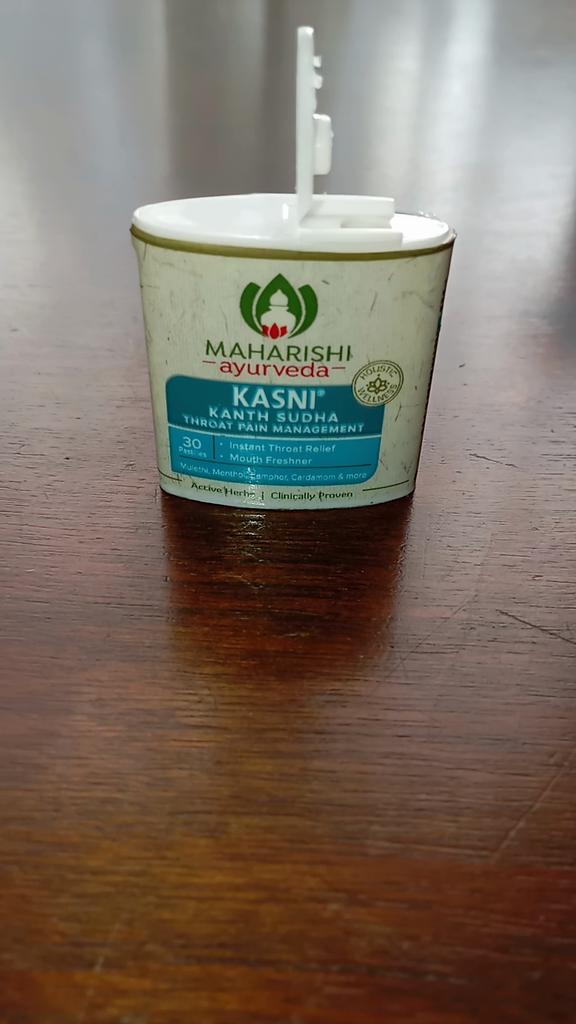 MAHARISHI
ayurveda
HOLISTIC
WELLNESS
KASNI®
KANTH SUDHA
THROAT PAIN MANAGEMENT
30
Pastilles
• Instant Throat Relief
• Mouth Freshner
Mulethi, Menthol, Camphor, Cardamom & more
Active Herbs | Clinically Proven